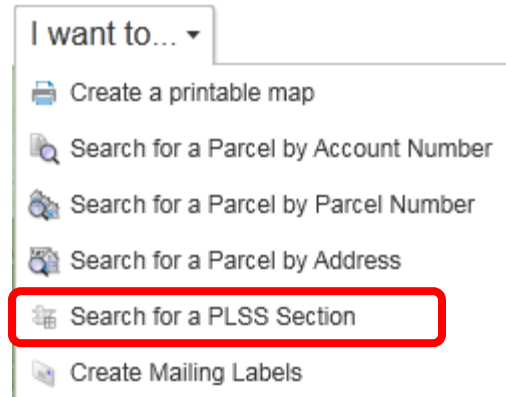 I want to...
Create a printable map
Search for a Parcel by Account Number
Search for a Parcel by Parcel Number
Search for a Parcel by Address
Search for a PLSS Section
Create Mailing Labels